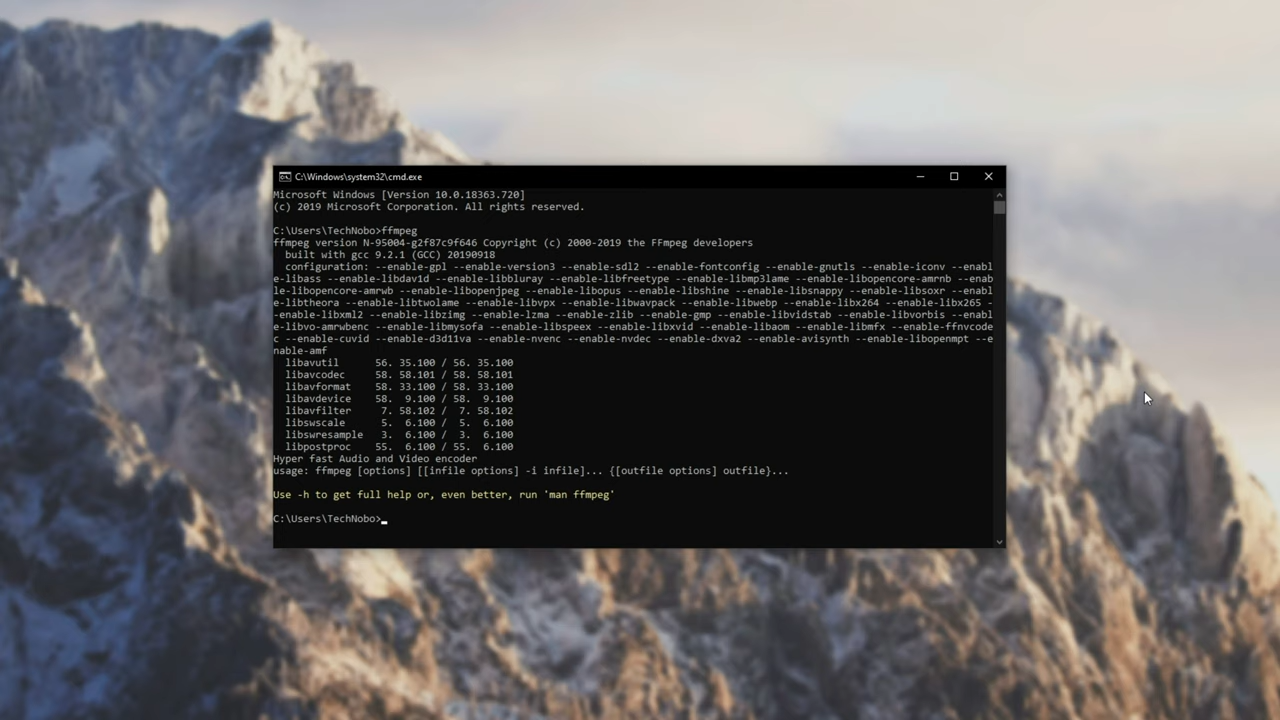 C:\Windows\system32\cmd.exe
Microsoft Windows [Version 10.0.18363.720]
(c) 2019 Microsoft Corporation. All rights reserved.
C:\Users\TechNobo>ffmpeg
ffmpeg version N-95004-g2f87c9f646 Copyright (c) 2000-2019 the FFmpeg developers
  built with gcc 9.2.1 (GCC) 20190918
  configuration: --enable-gpl --enable-version3 --enable-sdl2 --enable-fontconfig --enable-gnutls --enable-iconv --enabl
e-libass --enable-libdav1d --enable-libbluray --enable-libfreetype --enable-libmp3lame --enable-libopencore-amrnb --enab
le-libopencore-amrwb --enable-libopenjpeg --enable-libopus --enable-libshine --enable-libsnappy --enable-libsoxr --enabl
e-libtheora --enable-libtwolame --enable-libvpx --enable-libwavpack --enable-libwebp --enable-libx264 --enable-libx265 -
-enable-libxml2 --enable-libzimg --enable-lzma --enable-zlib --enable-gmp --enable-libvidstab --enable-libvorbis --enabl
e-libvo-amrwbenc --enable-libmysofa --enable-libspeex --enable-libxvid --enable-libaom --enable-libmfx --enable-ffnvcode
c --enable-cuvid --enable-d3d11va --enable-nvenc --enable-nvdec --enable-dxva2 --enable-avisynth --enable-libopenmpt --e
nable-amf
  libavutil      56. 35.100 / 56. 35.100
  libavcodec     58. 58.101 / 58. 58.101
  libavformat    58. 33.100 / 58. 33.100
  libavdevice    58.  9.100 / 58.  9.100
  libavfilter     7. 58.102 /  7. 58.102
  libswscale      5.  6.100 /  5.  6.100
  libswresample   3.  6.100 /  3.  6.100
  libpostproc    55.  6.100 / 55.  6.100
Hyper fast Audio and Video encoder
usage: ffmpeg [options] [[infile options] -i infile]... {[outfile options] outfile}...
Use -h to get full help or, even better, run 'man ffmpeg'
C:\Users\TechNobo>